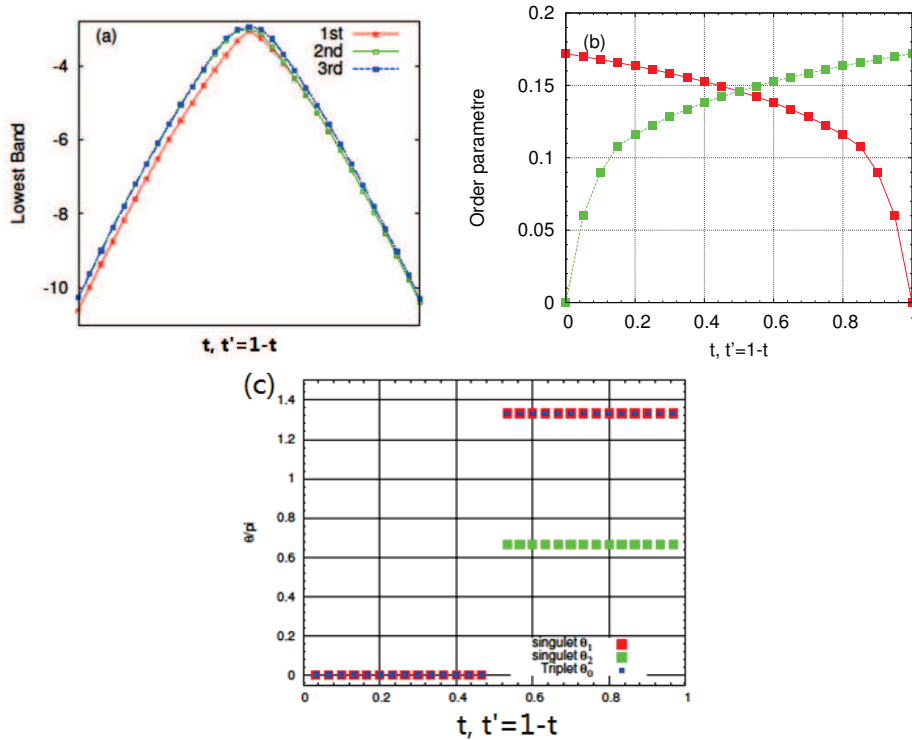 (a)
1st
2nd
3rd
-4
-6
-8
-10
Lowest Band
t, t'=1-t
(b)
0.2
0.15
0.1
0.05
0
Order parametre
0 0.2 0.4 0.6 0.8 1
t, t'=1-t
(c)
1.4
1.2
1
0.8
0.6
0.4
0.2
0
θ/pi
singulet θ1
singulet θ2
Triplet θ0
0 0.2 0.4 0.6 0.8 1
t, t'=1-t